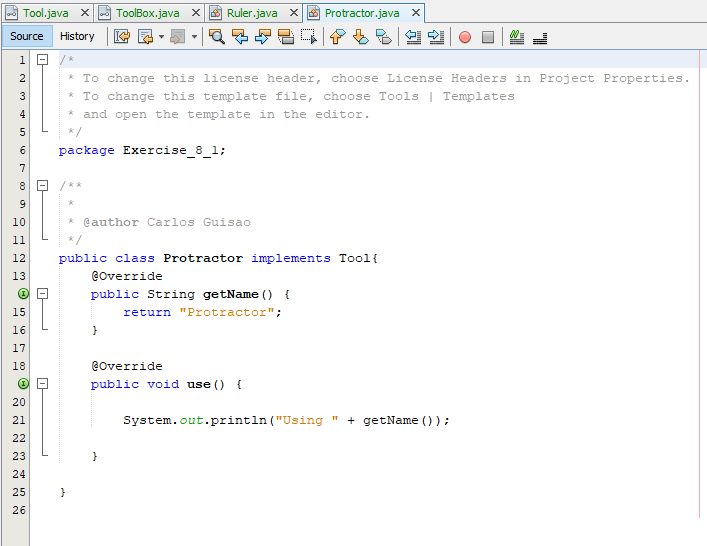 Tool.java ToolBox.java Ruler.java Protractor.java
Source History
1 /*
2 * To change this license header, choose License Headers in Project Properties.
3 * To change this template file, choose Tools | Templates
4 * and open the template in the editor.
5 */
6 package Exercise_8_1;
7
8 /**
9 *
10 * @author Carlos Guisao
11 */
12 public class Protractor implements Tool{
13 @Override
public String getName() {
15 return "Protractor";
16 }
17
18 @Override
public void use() {
20
21 System.out.println("Using " + getName());
22
23 }
24
25 }
26